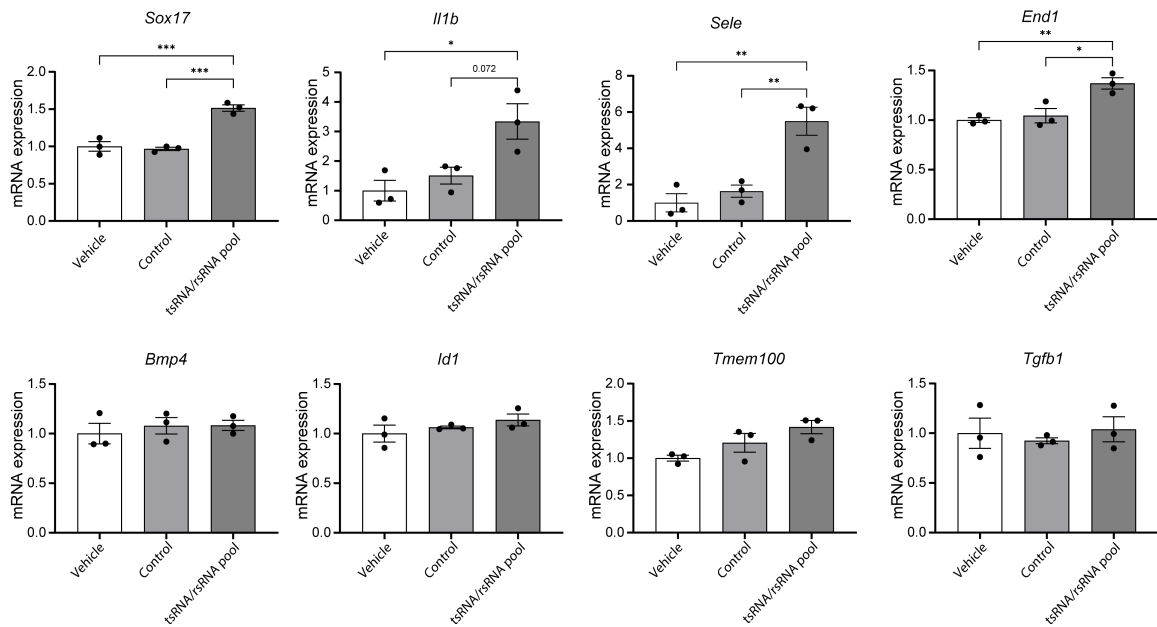 Sox17
***
***
mRNA expression
2.0
1.5
1.0
0.5
0.0
Vehicle
Control
tsRNA/rsRNA pool
Il1b
*
0.072
mRNA expression
5
4
3
2
1
0
Vehicle
Control
tsRNA/rsRNA pool
Sele
**
**
mRNA expression
8
6
4
2
0
Vehicle
Control
tsRNA/rsRNA pool
End1
**
*
mRNA expression
1.5
1.0
0.5
0.0
Vehicle
Control
tsRNA/rsRNA pool
Bmp4
mRNA expression
1.5
1.0
0.5
0.0
Vehicle
Control
tsRNA/rsRNA pool
Id1
mRNA expression
1.5
1.0
0.5
0.0
Vehicle
Control
tsRNA/rsRNA pool
Tmem100
mRNA expression
2.0
1.5
1.0
0.5
0.0
Vehicle
Control
tsRNA/rsRNA pool
Tgfb1
mRNA expression
1.5
1.0
0.5
0.0
Vehicle
Control
tsRNA/rsRNA pool